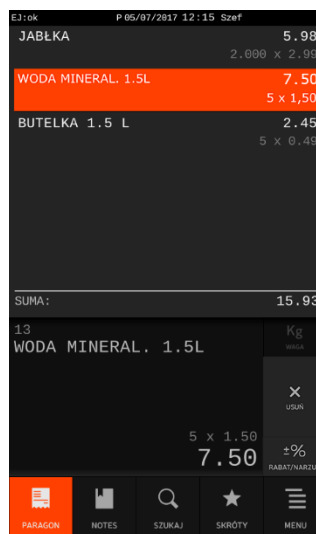 EJ:ok P 05/07/2017 12:15 Szef
JABŁKA 5.98
2.000 x 2.99
WODA MINERAL. 1.5L 7.50
5 x 1,50
BUTELKA 1.5 L 2.45
5 x 0.49
SUMA: 15.93
13
WODA MINERAL. 1.5L
Kg
WAGA
×
USUŃ
5 x 1.50
7.50
±%
RABAT/NARZU
PARAGON NOTES SZUKAJ SKRÓTY MENU